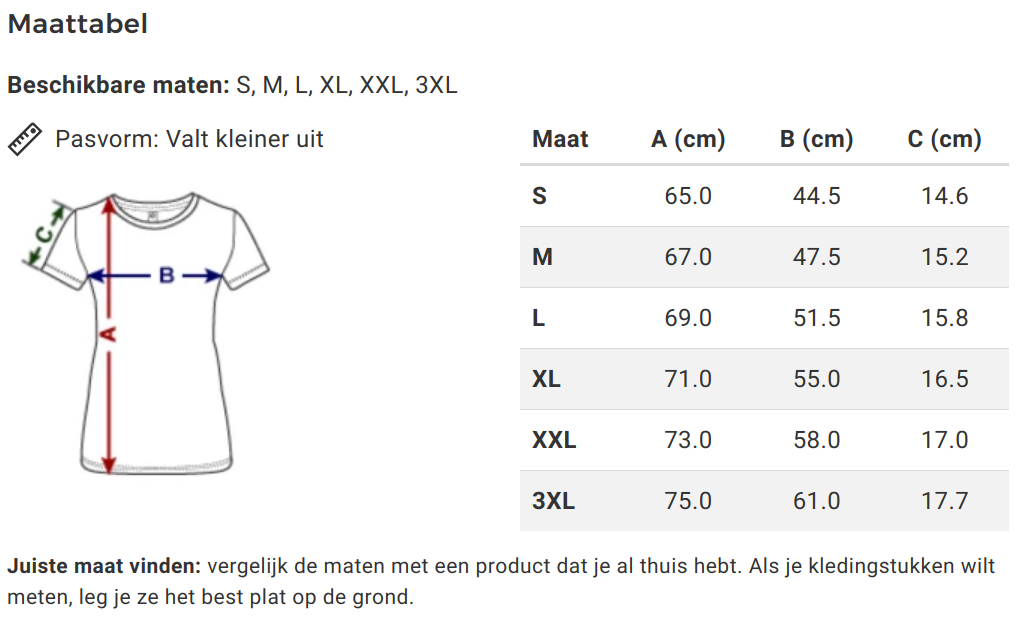 Maattabel
Beschikbare maten: S, M, L, XL, XXL, 3XL
Pasvorm: Valt kleiner uit
C
B
A
Maat A (cm) B (cm) C (cm)
S 65.0 44.5 14.6
M 67.0 47.5 15.2
L 69.0 51.5 15.8
XL 71.0 55.0 16.5
XXL 73.0 58.0 17.0
3XL 75.0 61.0 17.7
Juiste maat vinden: vergelijk de maten met een product dat je al thuis hebt. Als je kledingstukken wilt
meten, leg je ze het best plat op de grond.